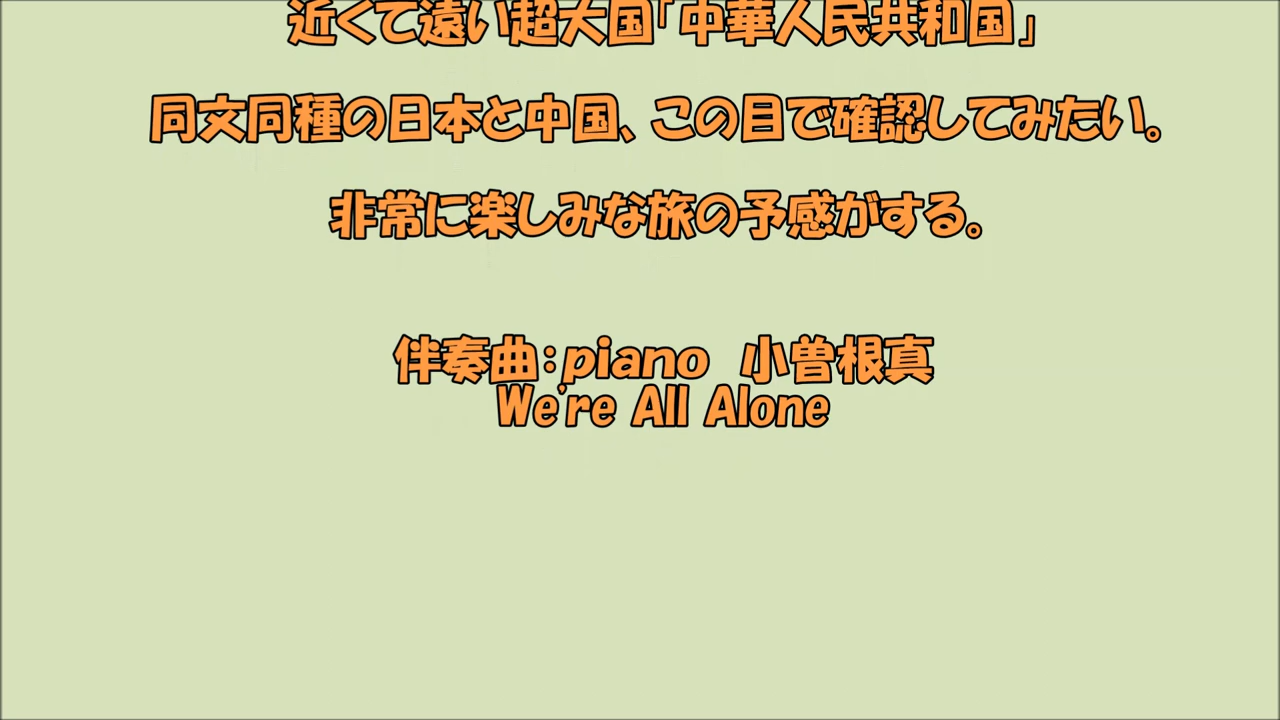 近くて遠い超大国「中華人民共和国」
同文同種の日本と中国、この目で確認してみたい。
非常に楽しみな旅の予感がする。
伴奏曲:piano　小曽根真
We're All Alone